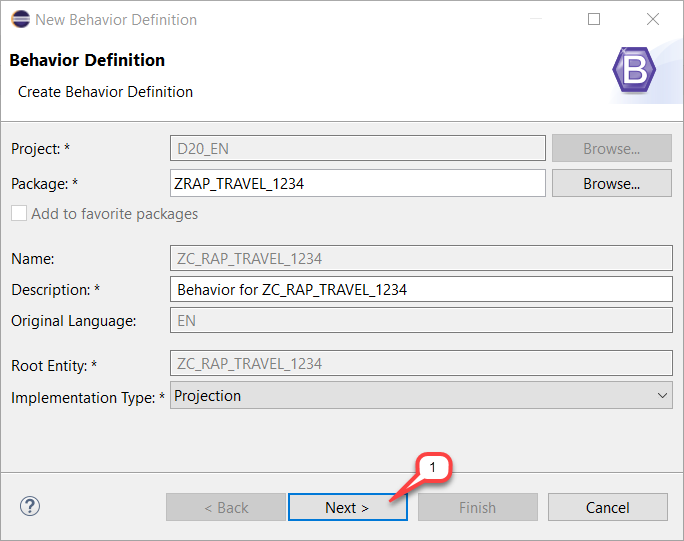 New Behavior Definition
Behavior Definition
Create Behavior Definition
B
Project: * D20_EN Browse...
Package: * ZRAP_TRAVEL_1234 Browse...
Add to favorite packages
Name: ZC_RAP_TRAVEL_1234
Description: * Behavior for ZC_RAP_TRAVEL_1234
Original Language: EN
Root Entity: * ZC_RAP_TRAVEL_1234
Implementation Type: * Projection
1
? < Back Next > Finish Cancel